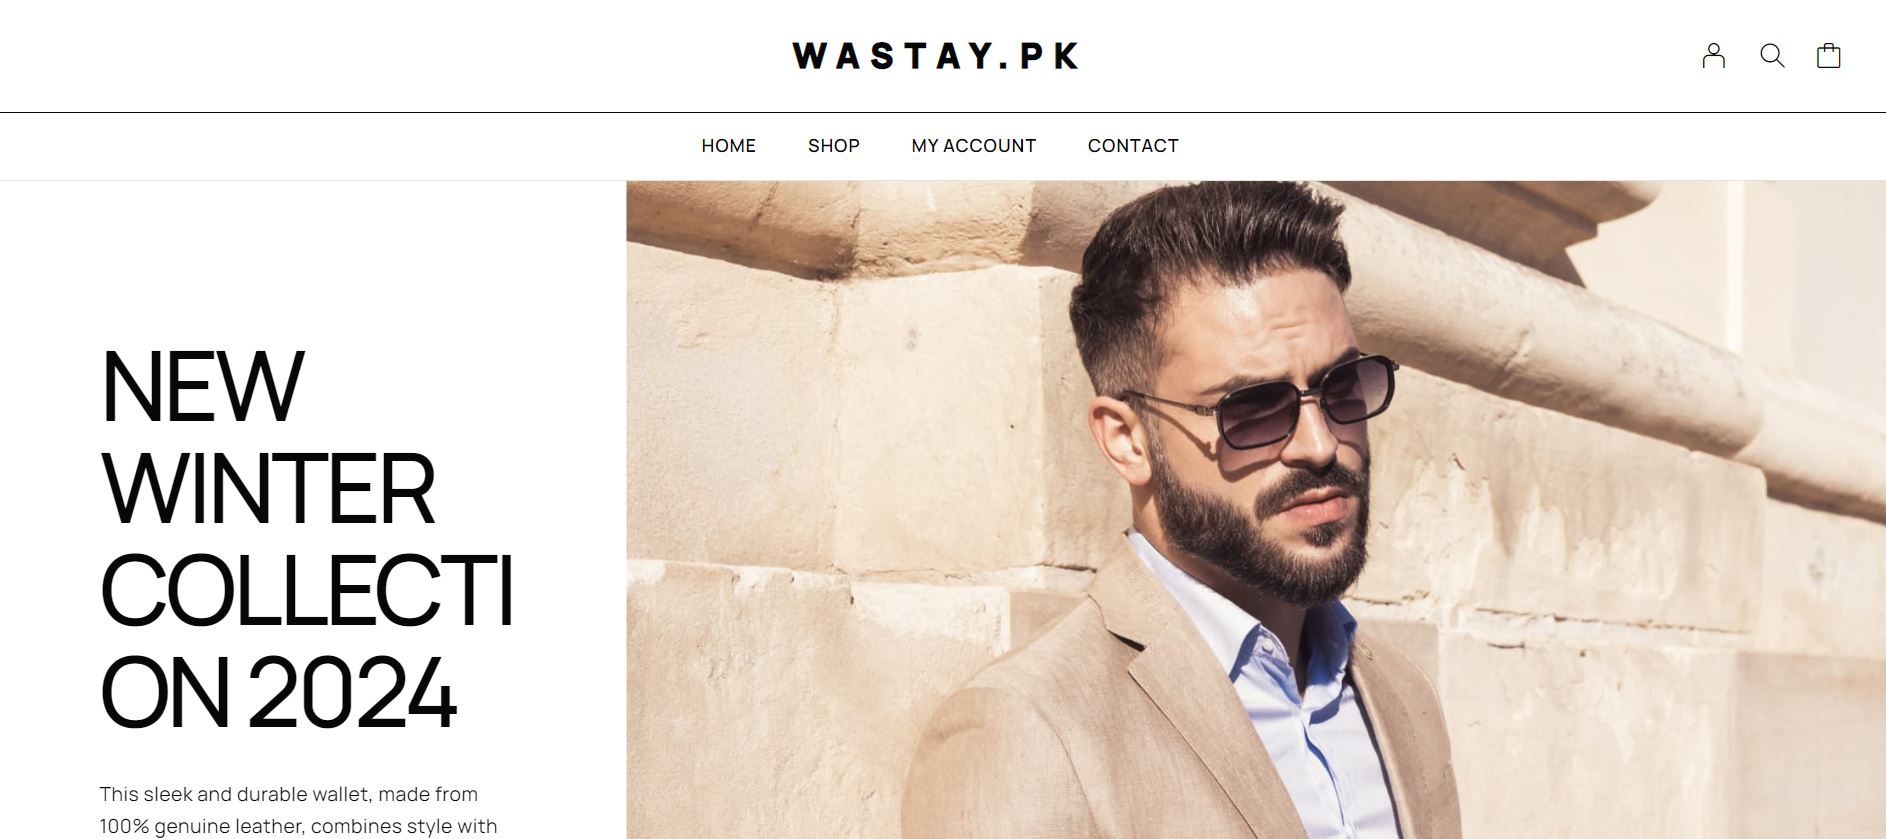 WASTAY.PK
HOME SHOP MY ACCOUNT CONTACT
NEW
WINTER
COLLECTI
ON 2024
This sleek and durable wallet, made from
100% genuine leather, combines style with